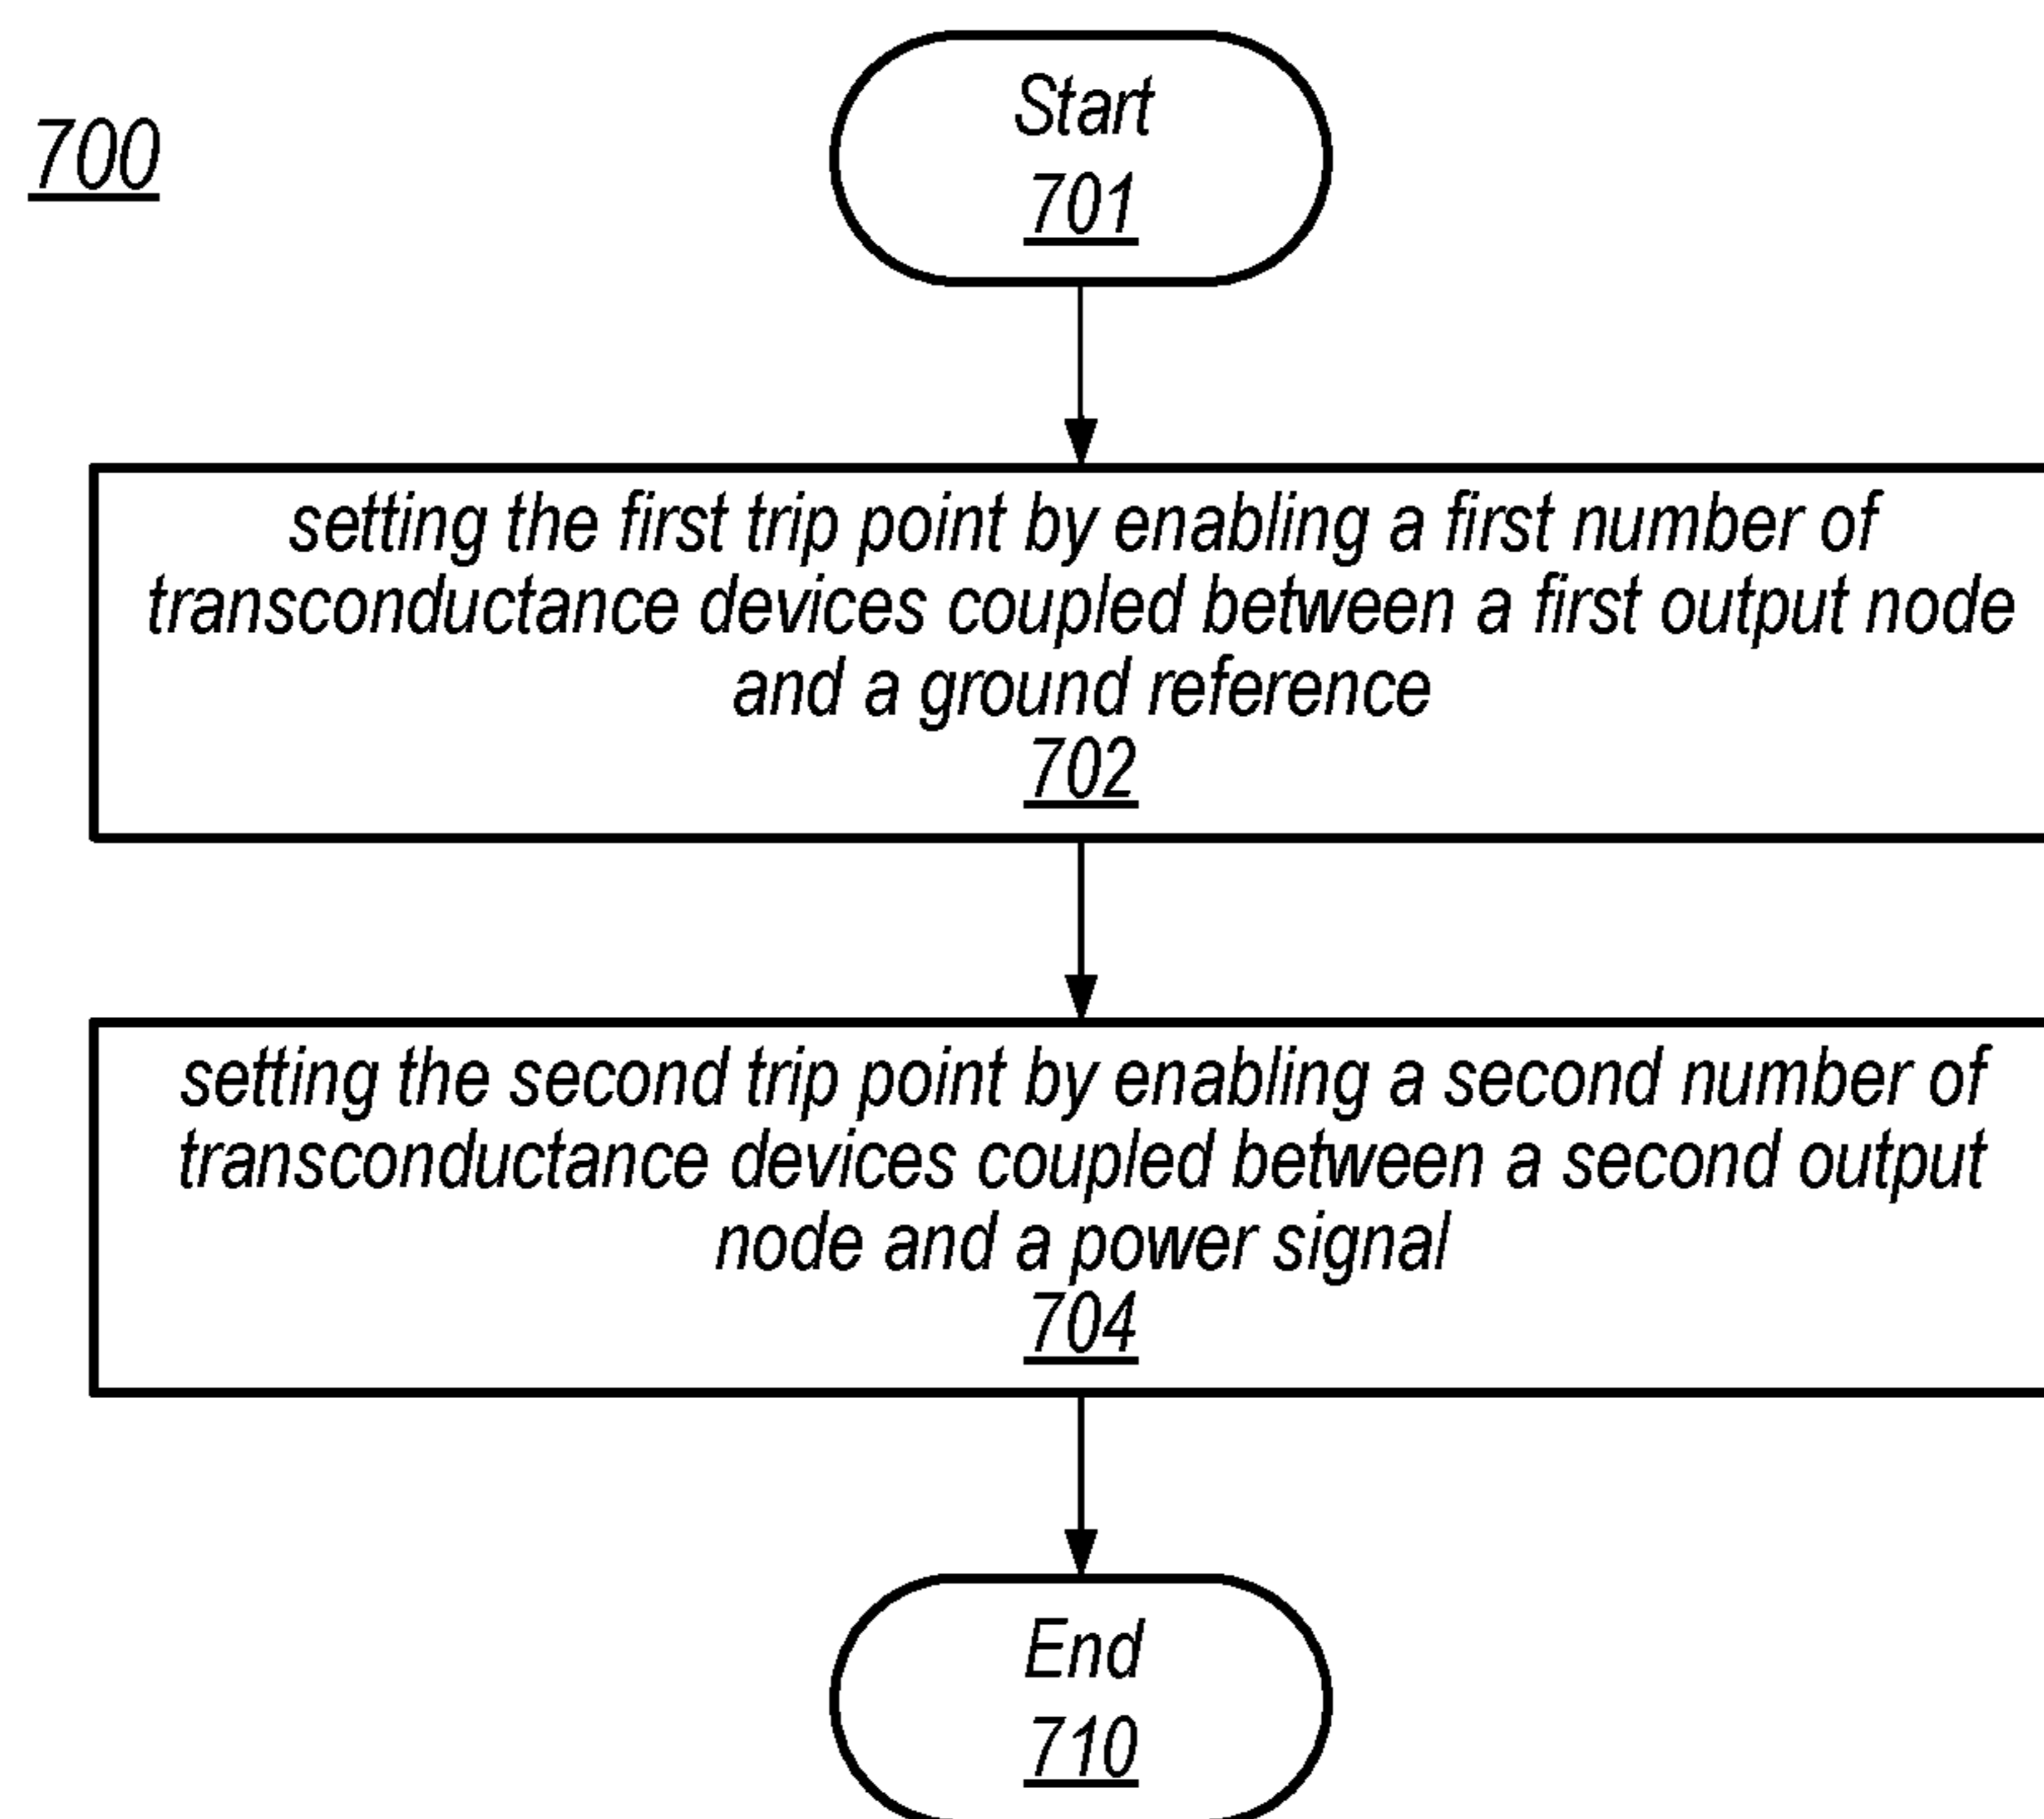 700
Start
701
setting the first trip point by enabling a first number of
transconductance devices coupled between a first output node
and a ground reference
702
setting the second trip point by enabling a second number of
transconductance devices coupled between a second output
node and a power signal
704
End
710